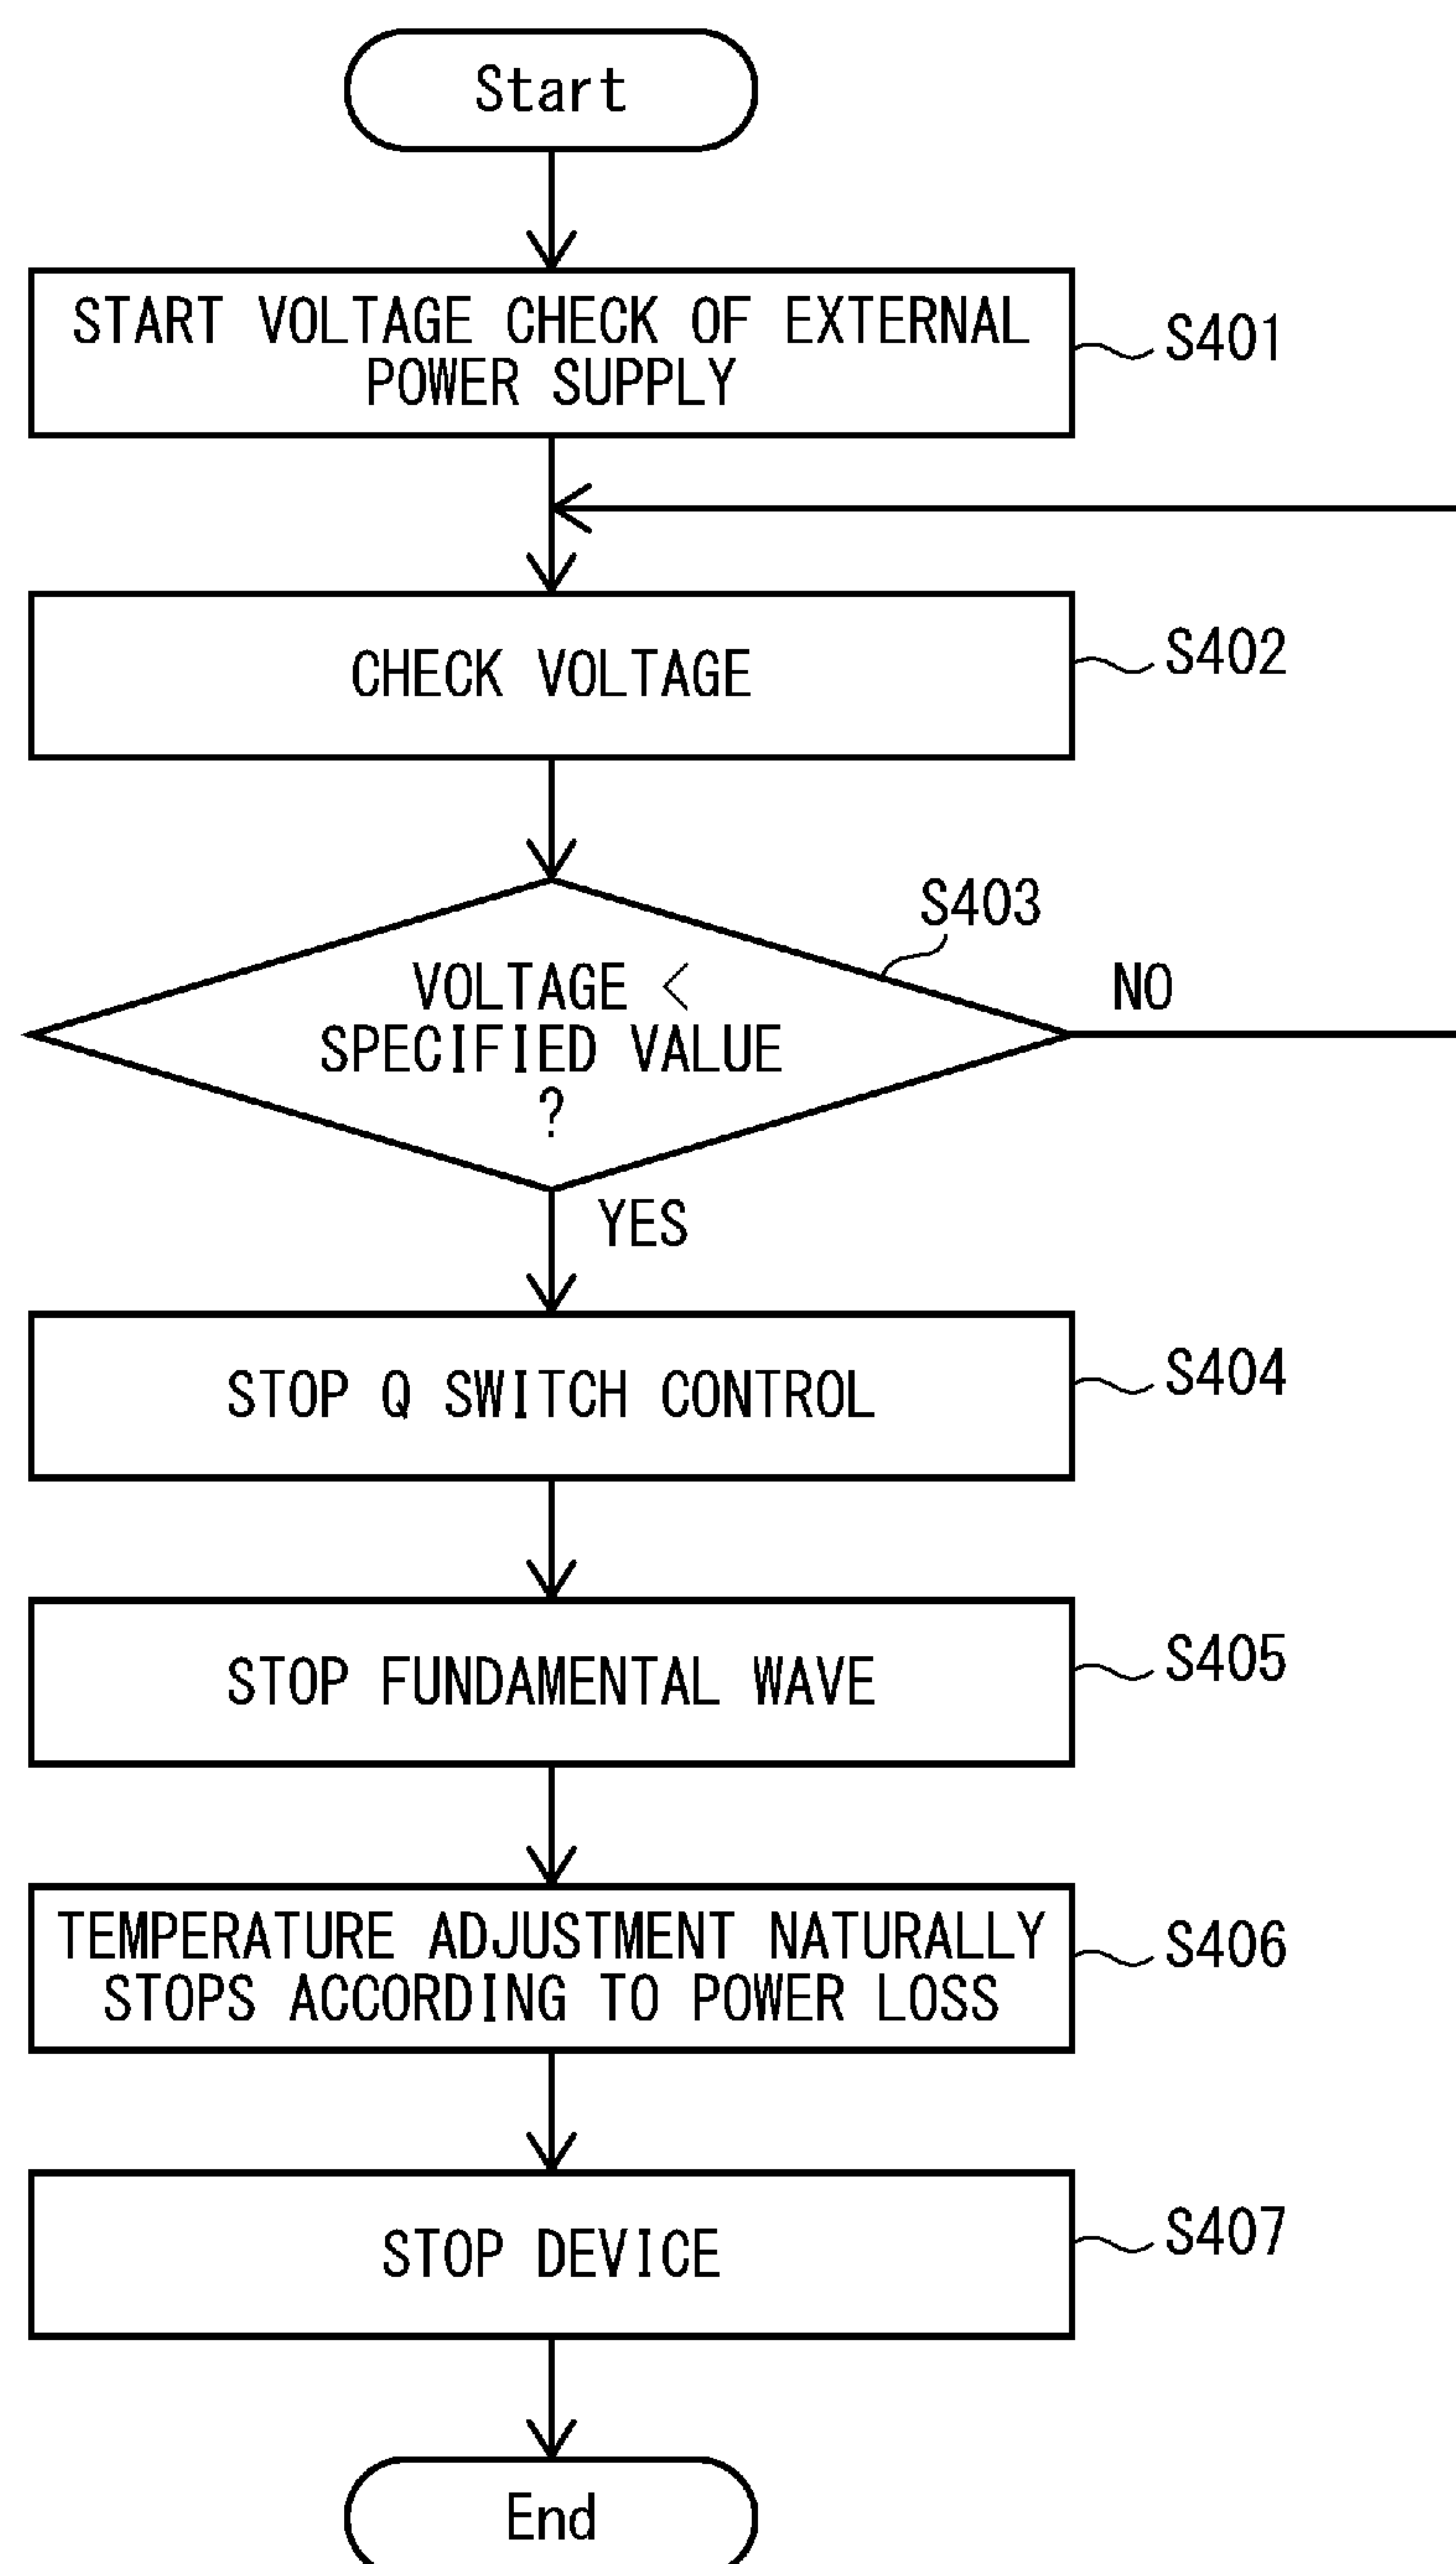 Start
START VOLTAGE CHECK OF EXTERNAL
POWER SUPPLY
S401
CHECK VOLTAGE
S402
S403
VOLTAGE <
SPECIFIED VALUE
?
NO
YES
STOP Q SWITCH CONTROL
S404
STOP FUNDAMENTAL WAVE
S405
TEMPERATURE ADJUSTMENT NATURALLY
STOPS ACCORDING TO POWER LOSS
S406
STOP DEVICE
S407
End